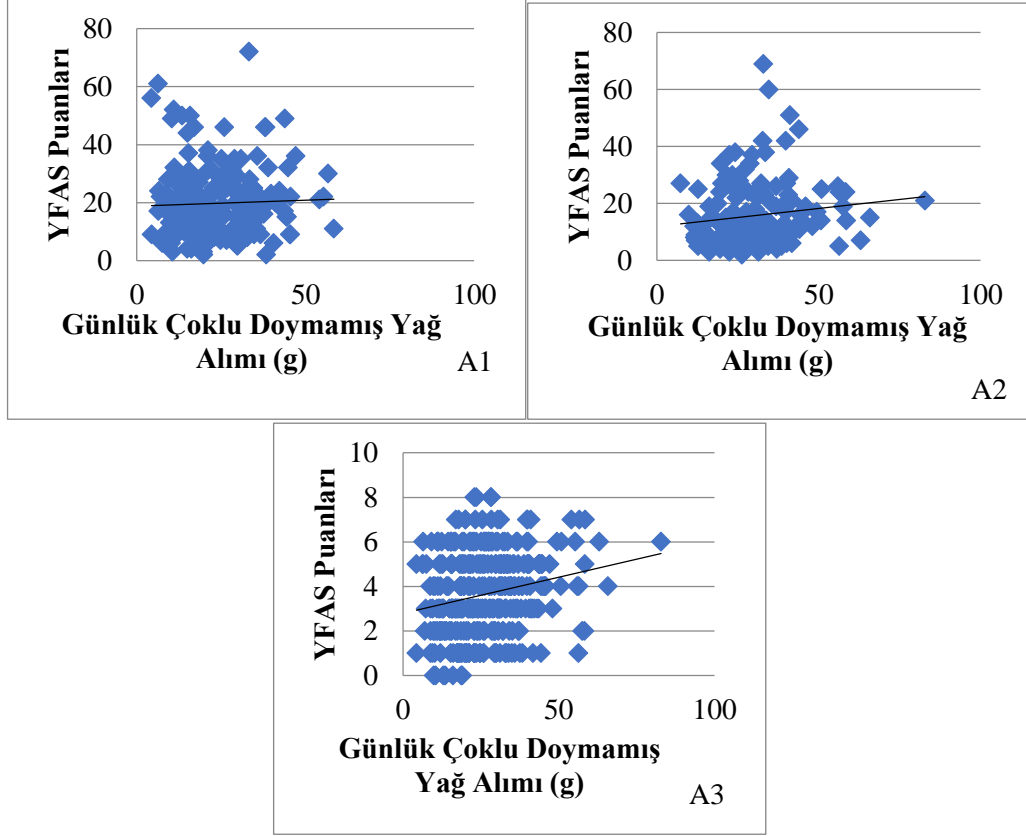 YFAS Puanları
80
60
40
20
0
0 50 100
Günlük Çoklu Doymamış Yağ
Alımı (g)
A1
YFAS Puanları
80
60
40
20
0
0 50 100
Günlük Çoklu Doymamış Yağ
Alımı (g)
A2
YFAS Puanları
10
8
6
4
2
0
0 50 100
Günlük Çoklu Doymamış
Yağ Alımı (g)
A3